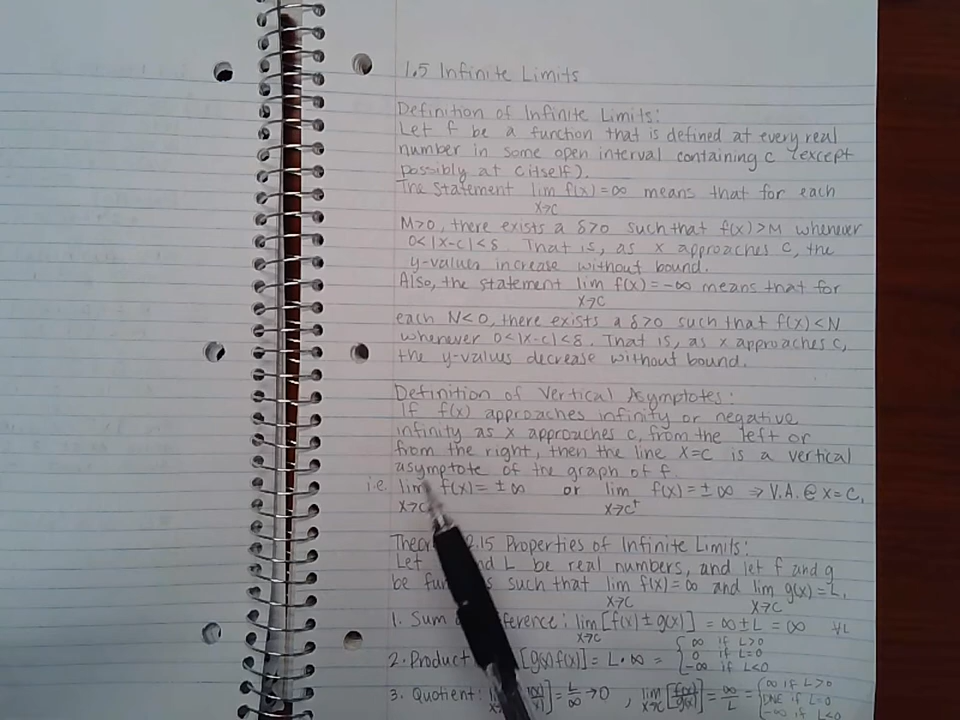 1.5 Infinite Limits
Definition of Infinite Limits:
Let f be a function that is defined at every real
number in some open interval containing c (except
possibly at c itself).
The statement lim f(x) = ∞ means that for each
x→c
M>0, there exists a δ>0 such that f(x)>M whenever
0<|x-c|<δ. That is, as x approaches c, the
y-values increase without bound.
Also, the statement lim f(x) = -∞ means that for
x→c
each N<0, there exists a δ>0 such that f(x)<N
whenever 0<|x-c|<δ. That is, as x approaches c,
the y-values decrease without bound.
Definition of Vertical Asymptotes:
If f(x) approaches infinity or negative
infinity as x approaches c, from the left or
from the right, then the line x=c is a vertical
asymptote of the graph of f.
i.e. lim f(x) = ±∞ or lim f(x) = ±∞ ⇒ V.A. @ x=c.
x→c x→c⁺
2.15 Properties of Infinite Limits:
Let L be real numbers, and let f and g
be such that lim f(x) = ∞ and lim g(x) = L.
x→c x→c
1. Sum : lim [f(x) ± g(x)] = ∞ ± L = ∞ ∀L
x→c
2. Product [g(x) f(x)] = L·∞ = { ∞ if L>0
0 if L=0
-∞ if L<0
3. Quotient: = L/∞ → 0 , lim [f(x)/g(x)] = ∞/L = { ∞ if L>0
x→c DNE if L=0
-∞ if L<0